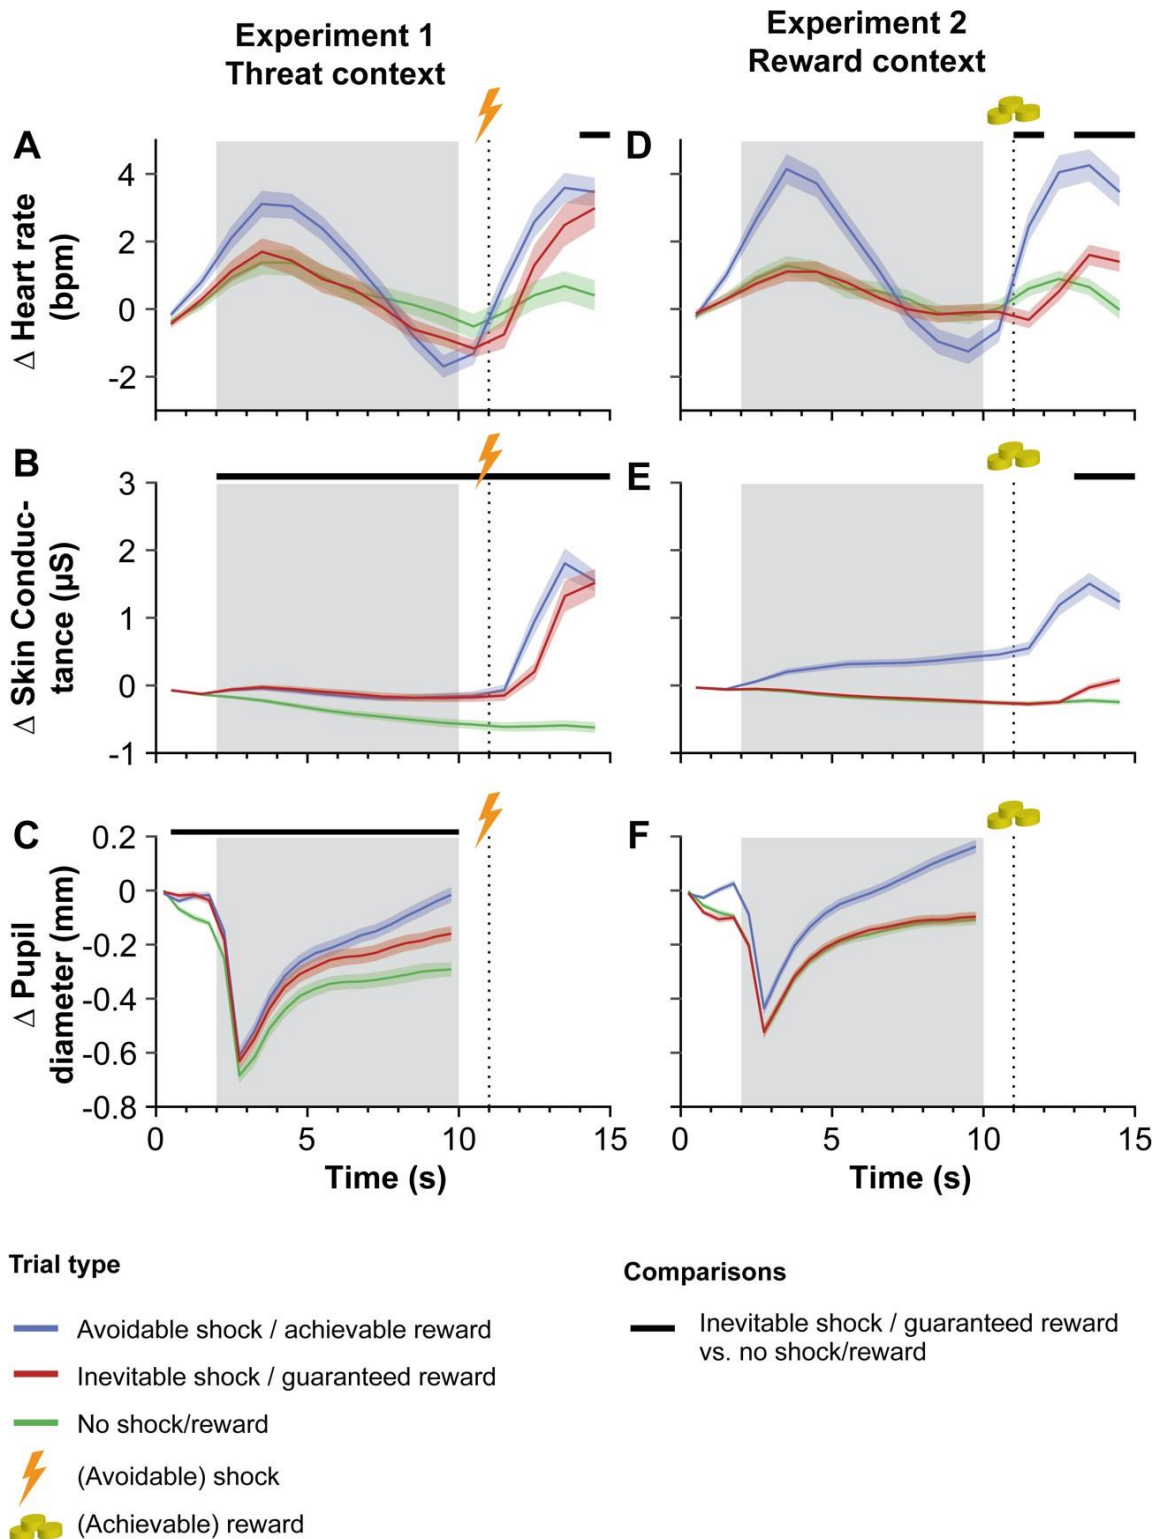 Experiment 1
Threat context
Experiment 2
Reward context
A
Δ Heart rate
(bpm)
4
2
0
-2
D
B
Δ Skin Conduc-
tance (µS)
3
2
1
0
-1
E
C
Δ Pupil
diameter (mm)
0.2
0
-0.2
-0.4
-0.6
-0.8
0
5
10
15
Time (s)
F
0
5
10
15
Time (s)
Trial type
Avoidable shock / achievable reward
Inevitable shock / guaranteed reward
No shock/reward
(Avoidable) shock
(Achievable) reward
Comparisons
Inevitable shock / guaranteed reward
vs. no shock/reward